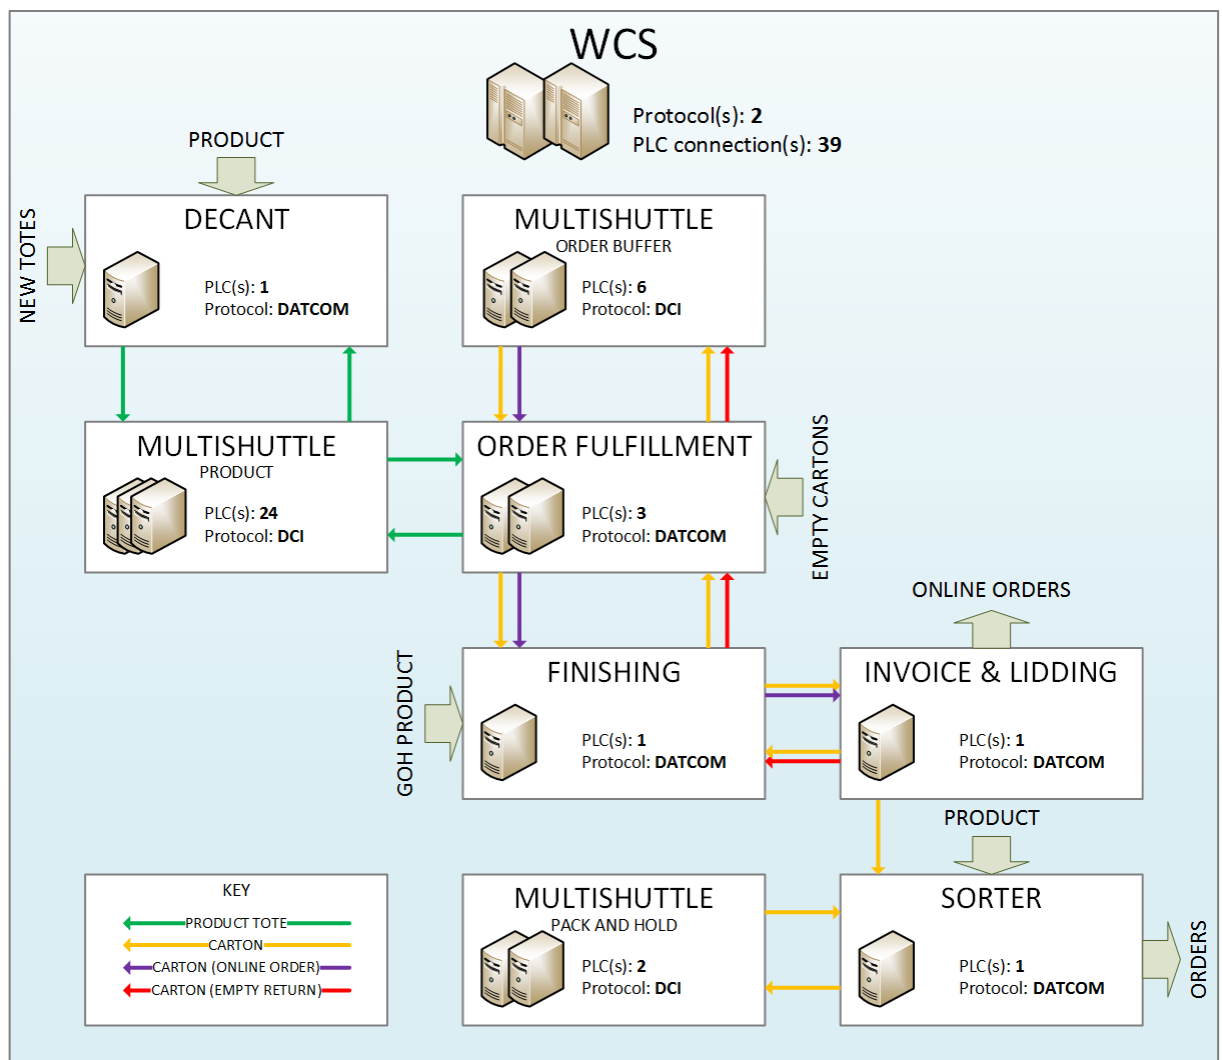 WCS
Protocol(s): 2
PLC connection(s): 39
PRODUCT
NEW TOTES
DECANT
PLC(s): 1
Protocol: DATCOM
MULTISHUTTLE
ORDER BUFFER
PLC(s): 6
Protocol: DCI
MULTISHUTTLE
PRODUCT
PLC(s): 24
Protocol: DCI
ORDER FULFILLMENT
PLC(s): 3
Protocol: DATCOM
EMPTY CARTONS
ONLINE ORDERS
GOH PRODUCT
FINISHING
PLC(s): 1
Protocol: DATCOM
INVOICE & LIDDING
PLC(s): 1
Protocol: DATCOM
PRODUCT
KEY
PRODUCT TOTE
CARTON
CARTON (ONLINE ORDER)
CARTON (EMPTY RETURN)
MULTISHUTTLE
PACK AND HOLD
PLC(s): 2
Protocol: DCI
SORTER
PLC(s): 1
Protocol: DATCOM
ORDERS